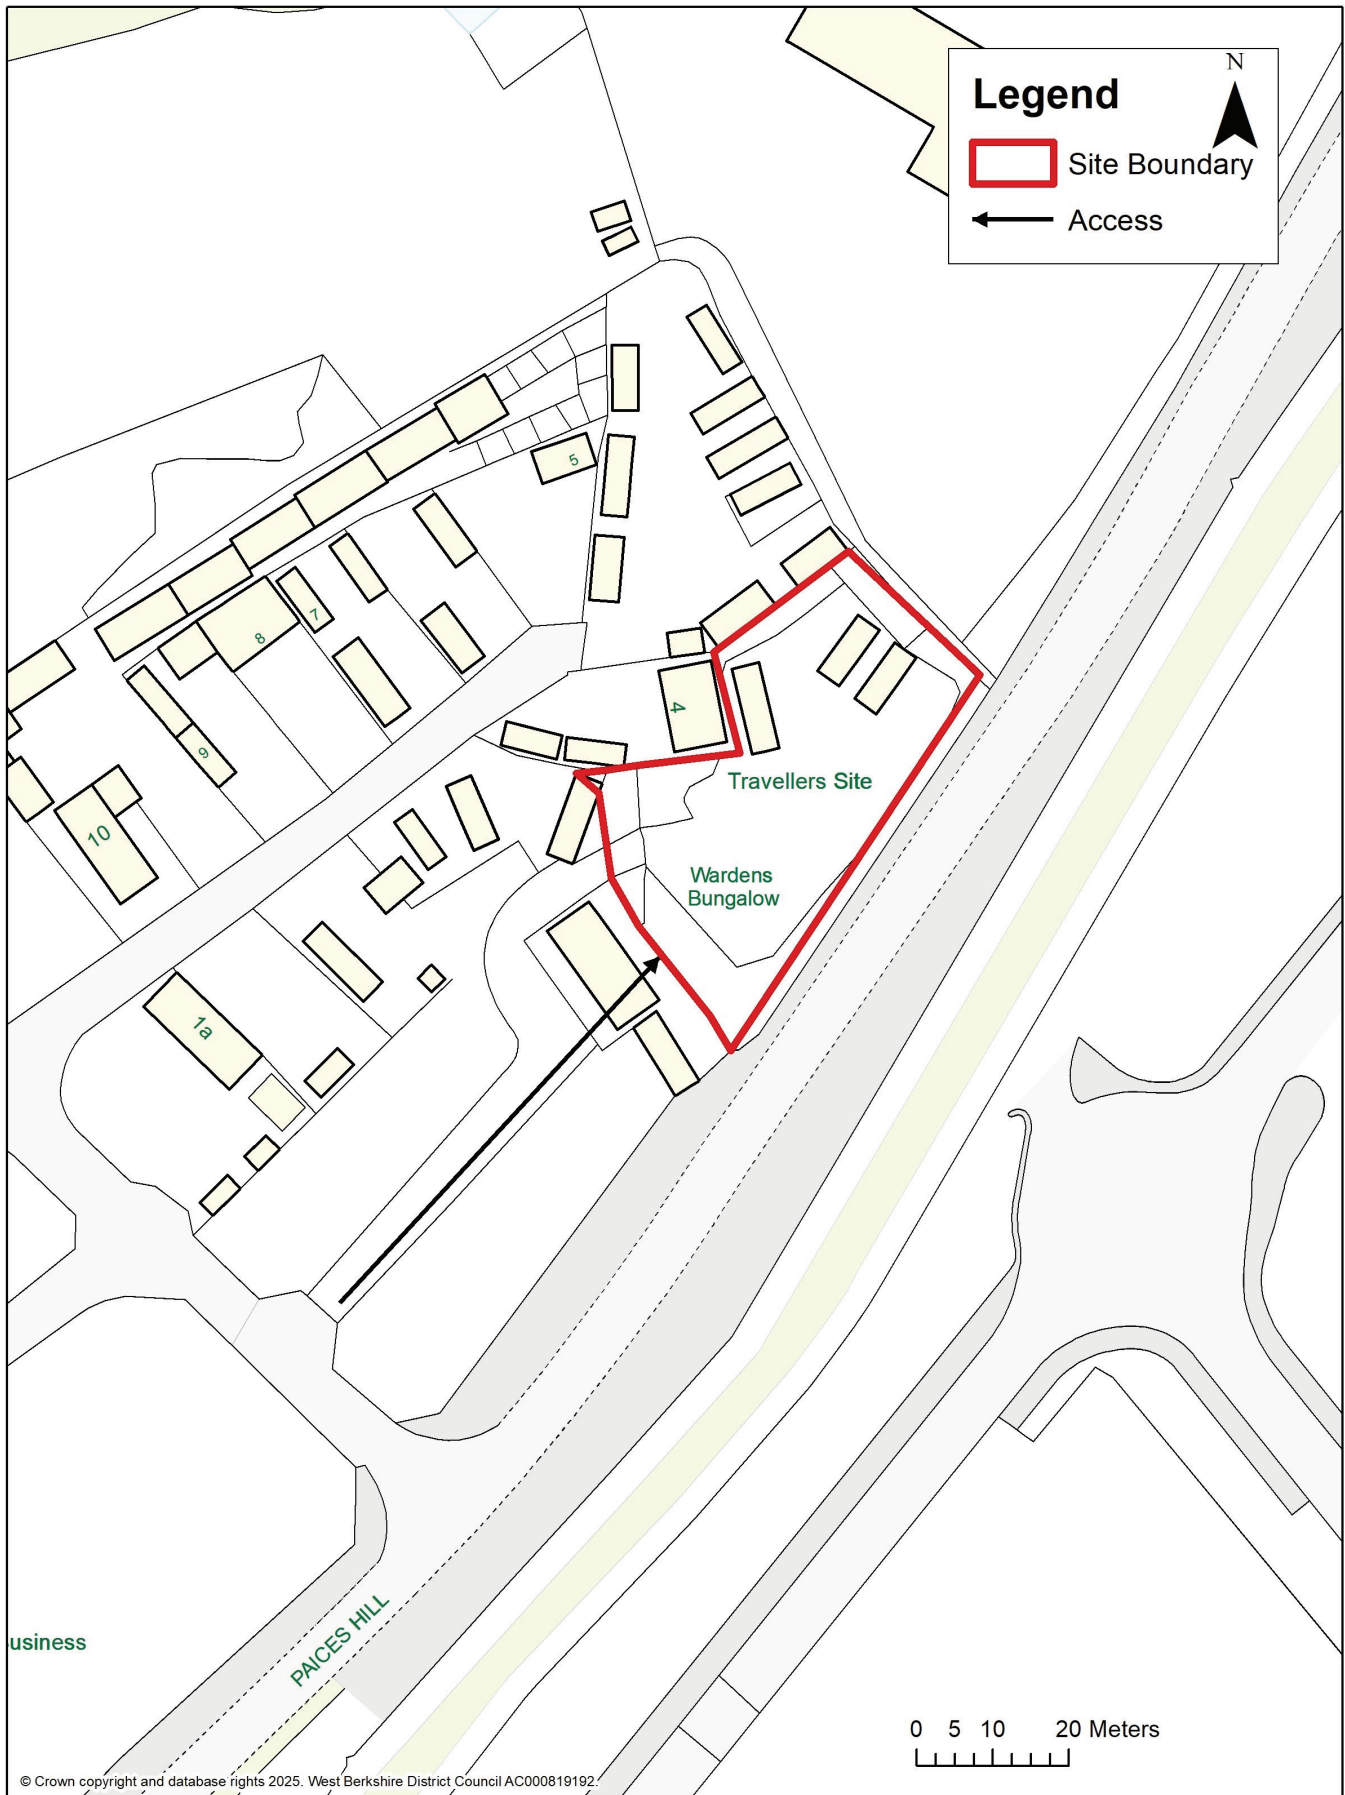 N
Legend
Site Boundary
Access
5
7
8
4
9
Travellers Site
10
Wardens
Bungalow
1a
PAICES HILL
usiness
0 5 10 20 Meters
© Crown copyright and database rights 2025. West Berkshire District Council AC000819192.